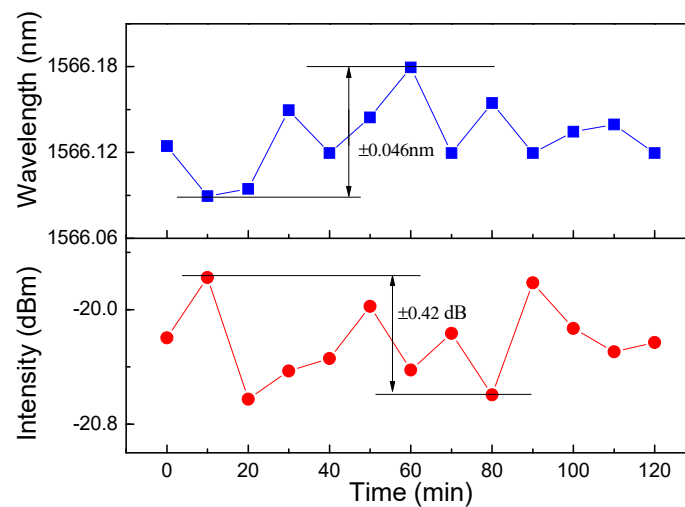 Wavelength (nm)
1566.18
1566.12
1566.06
±0.046nm
Intensity (dBm)
-20.0
-20.8
±0.42 dB
0 20 40 60 80 100 120
Time (min)